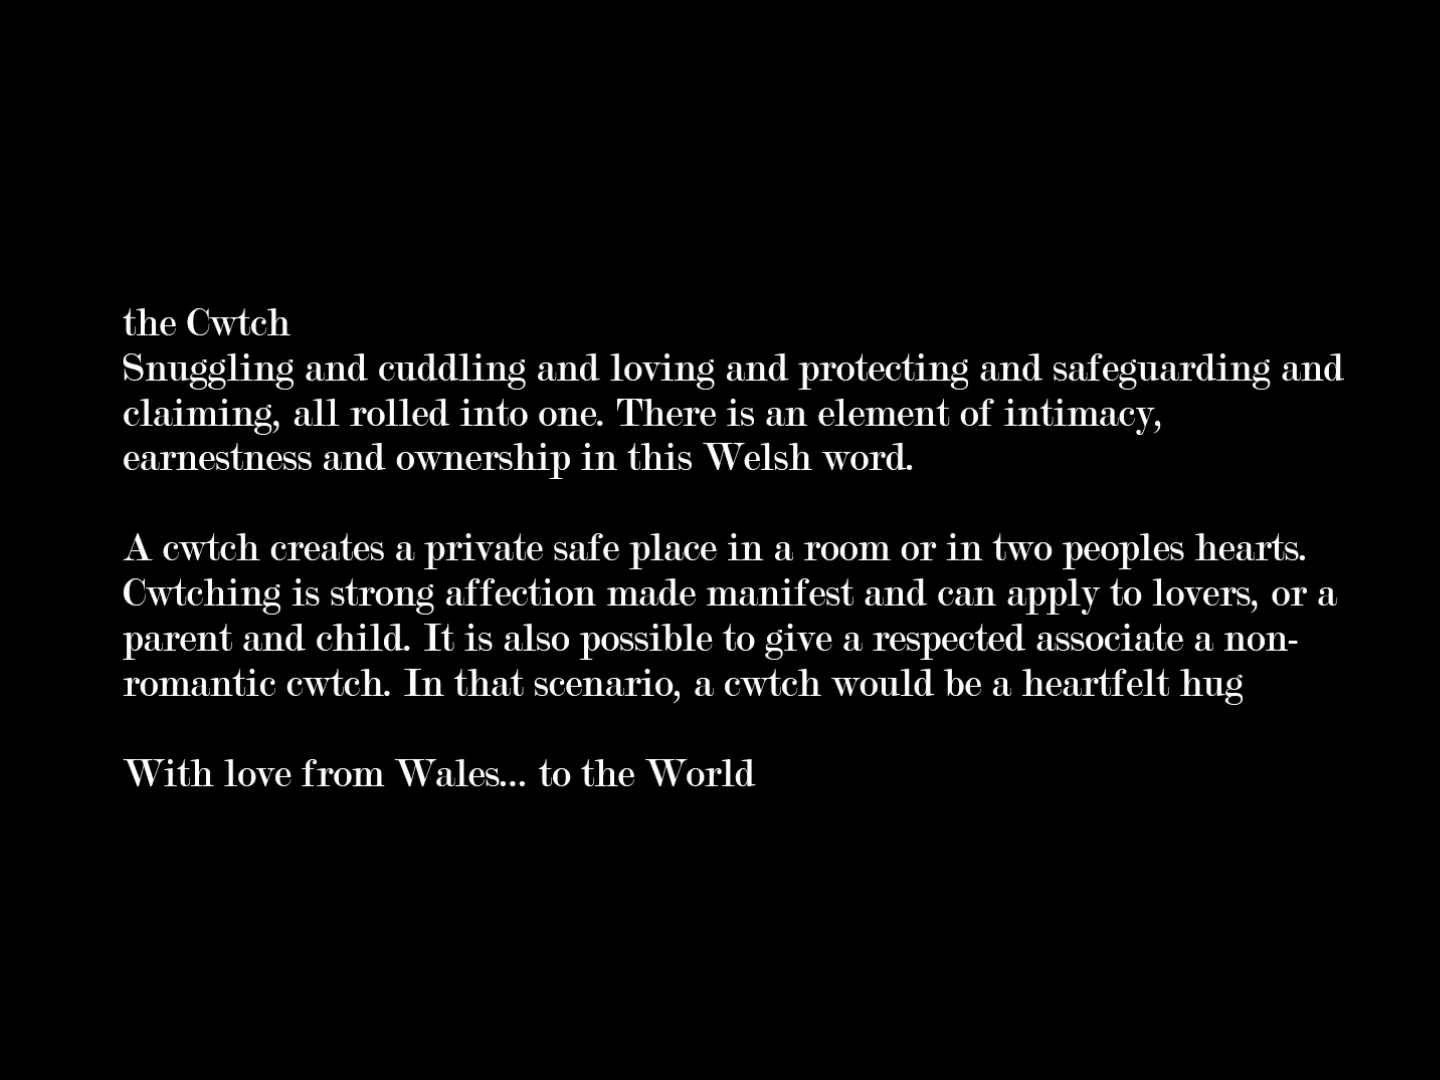 the Cwtch
Snuggling and cuddling and loving and protecting and safeguarding and
claiming, all rolled into one. There is an element of intimacy,
earnestness and ownership in this Welsh word.
A cwtch creates a private safe place in a room or in two peoples hearts.
Cwtching is strong affection made manifest and can apply to lovers, or a
parent and child. It is also possible to give a respected associate a non-
romantic cwtch. In that scenario, a cwtch would be a heartfelt hug
With love from Wales... to the World